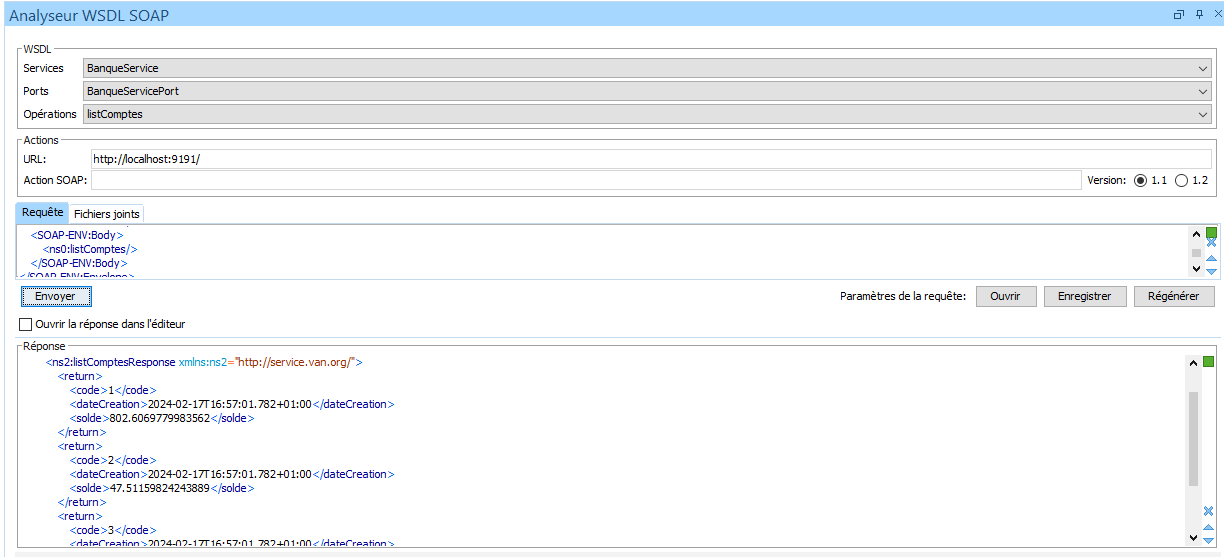 Analyseur WSDL SOAP
WSDL
Services BanqueService
Ports BanqueServicePort
Opérations listComptes
Actions
URL: http://localhost:9191/
Action SOAP: Version: 1.1 1.2
Requête Fichiers joints
<SOAP-ENV:Body>
<ns0:listComptes/>
</SOAP-ENV:Body>
</SOAP-ENV:Envelope>
Envoyer Paramètres de la requête: Ouvrir Enregistrer Régénérer
Ouvrir la réponse dans l'éditeur
Réponse
<ns2:listComptesResponse xmlns:ns2="http://service.van.org/">
<return>
<code>1</code>
<dateCreation>2024-02-17T16:57:01.782+01:00</dateCreation>
<solde>802.6069779983562</solde>
</return>
<return>
<code>2</code>
<dateCreation>2024-02-17T16:57:01.782+01:00</dateCreation>
<solde>47.51159824243889</solde>
</return>
<return>
<code>3</code>
<dateCreation>2024-02-17T16:57:01.782+01:00</dateCreation>